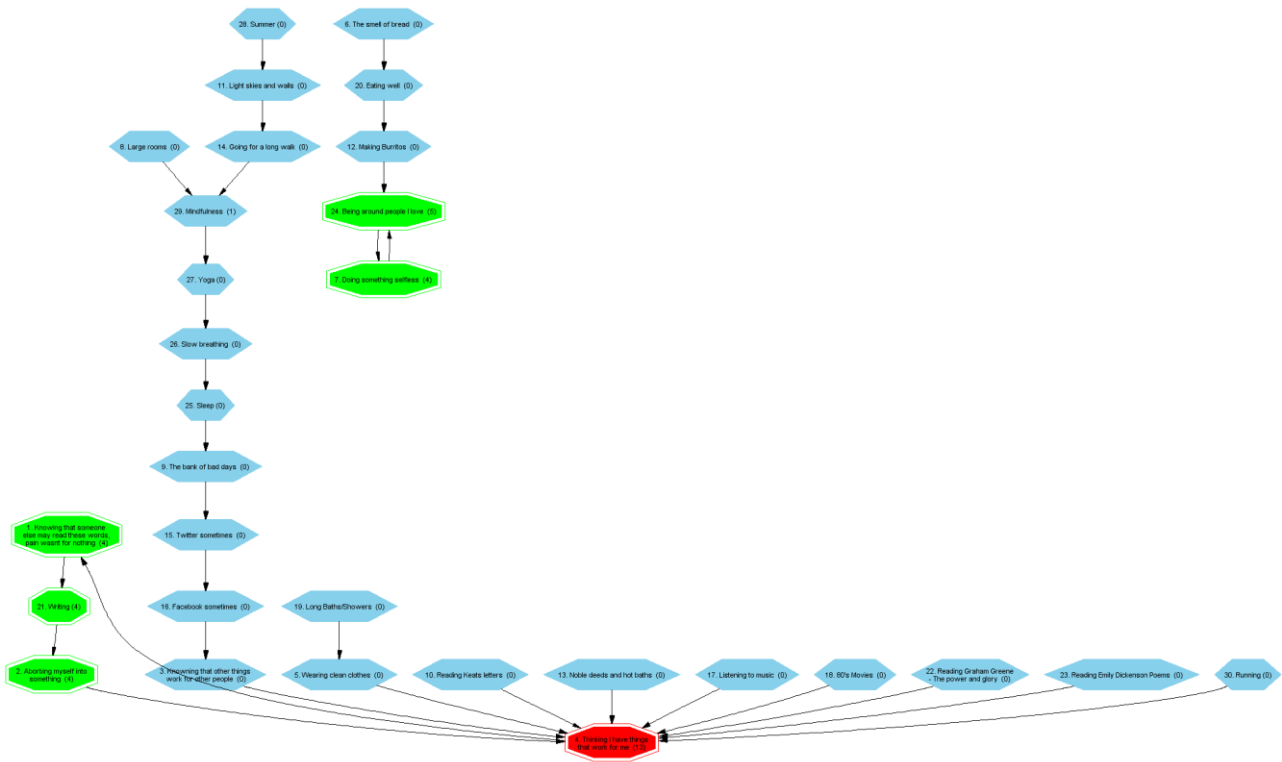 28. Summer (0)
6. The smell of bread (0)
11. Light skies and walls (0)
20. Eating well (0)
8. Large rooms (0)
14. Going for a long walk (0)
12. Making Burritos (0)
29. Mindfulness (1)
24. Being around people I love (5)
27. Yoga (0)
7. Doing something selfless (4)
26. Slow breathing (0)
25. Sleep (0)
9. The bank of bad days (0)
1. Knowing that someone
else may read these words,
pain wasnt for nothing (4)
15. Twitter sometimes (0)
21. Writing (4)
16. Facebook sometimes (0)
19. Long Baths/Showers (0)
2. Aborbing myself into
something (4)
3. Knowning that other things
work for other people (0)
5. Wearing clean clothes (0)
10. Reading Keats letters (0)
13. Noble deeds and hot baths (0)
17. Listening to music (0)
18. 80's Movies (0)
22. Reading Graham Greene
- The power and glory (0)
23. Reading Emily Dickenson Poems (0)
30. Running (0)
4. Thinking I have things
that work for me (12)